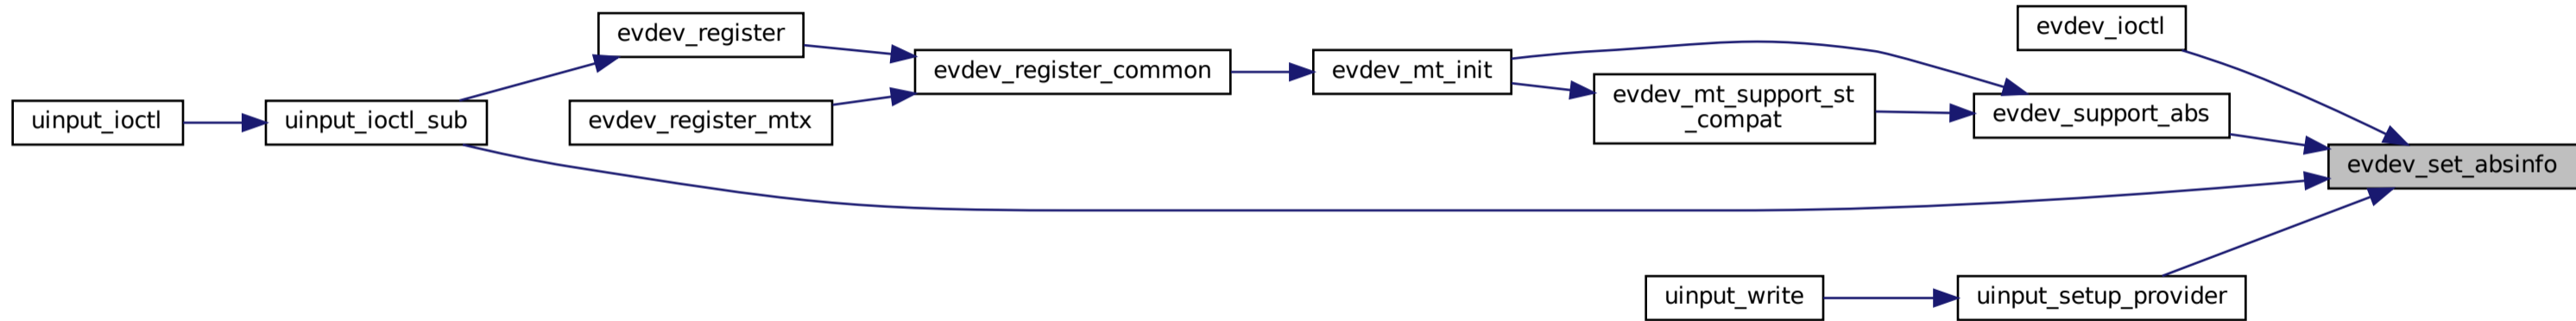 evdev_ioctl
evdev_register
evdev_register_common
evdev_mt_init
evdev_mt_support_st
_compat
evdev_support_abs
uinput_ioctl
uinput_ioctl_sub
evdev_register_mtx
evdev_set_absinfo
uinput_write
uinput_setup_provider